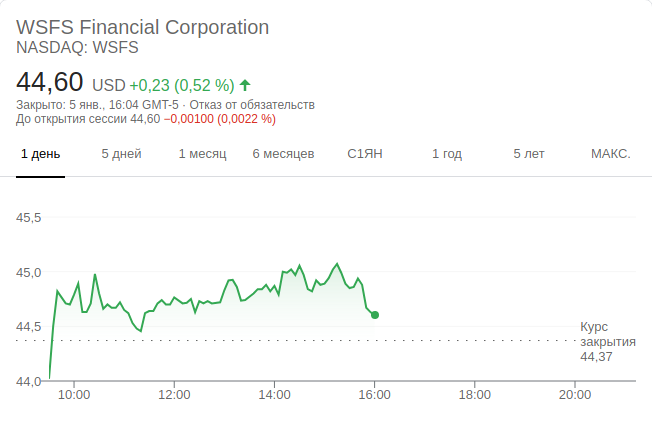 WSFS Financial Corporation
NASDAQ: WSFS
44,60 USD +0,23 (0,52 %)
Закрыто: 5 янв., 16:04 GMT-5 · Отказ от обязательств
До открытия сессии 44,60 −0,00100 (0,0022 %)
1 день 5 дней 1 месяц 6 месяцев С1ЯН 1 год 5 лет МАКС.
45,5
45,0
44,5
Курс
закрытия
44,37
44,0
10:00 12:00 14:00 16:00 18:00 20:00